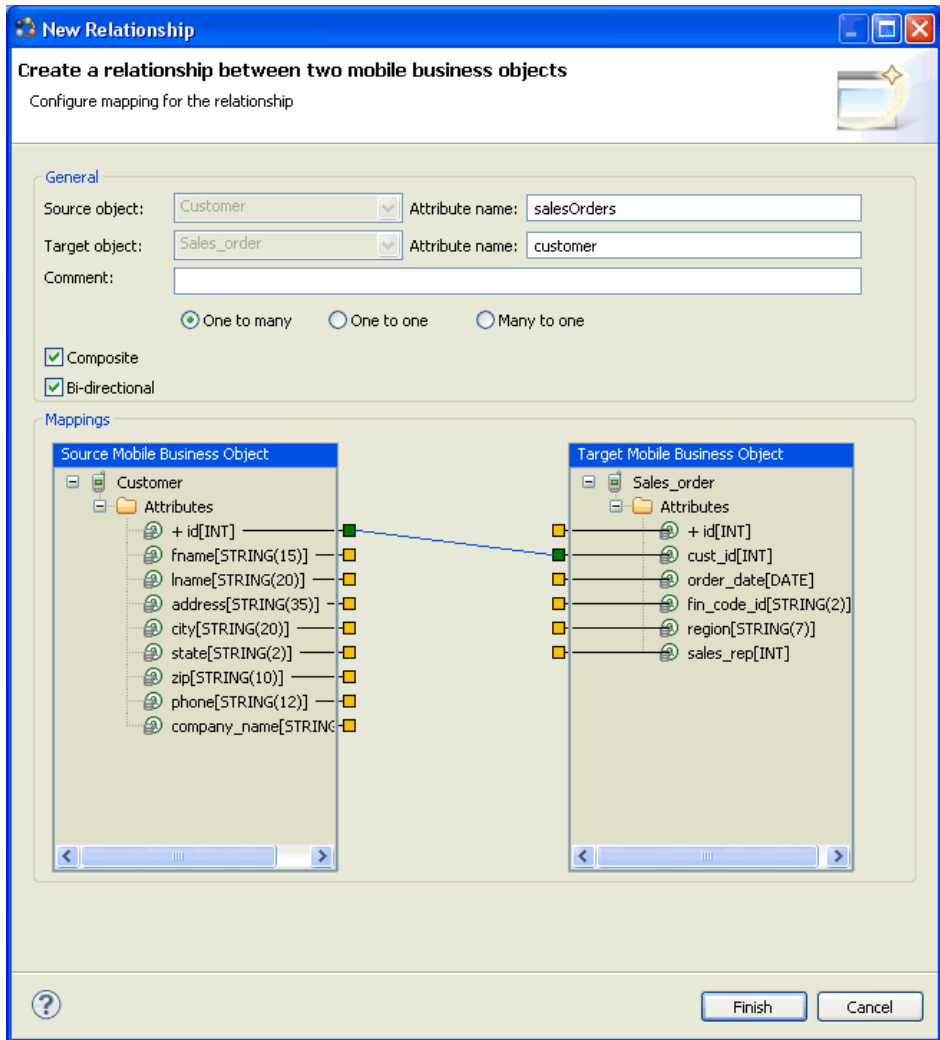 New Relationship
Create a relationship between two mobile business objects
Configure mapping for the relationship
General
Source object: Customer Attribute name: salesOrders
Target object: Sales_order Attribute name: customer
Comment:
One to many One to one Many to one
Composite
Bi-directional
Mappings
Source Mobile Business Object
Customer
Attributes
+ id[INT]
fname[STRING(15)]
lname[STRING(20)]
address[STRING(35)]
city[STRING(20)]
state[STRING(2)]
zip[STRING(10)]
phone[STRING(12)]
company_name[STRING
Target Mobile Business Object
Sales_order
Attributes
+ id[INT]
cust_id[INT]
order_date[DATE]
fin_code_id[STRING(2)]
region[STRING(7)]
sales_rep[INT]
? Finish Cancel